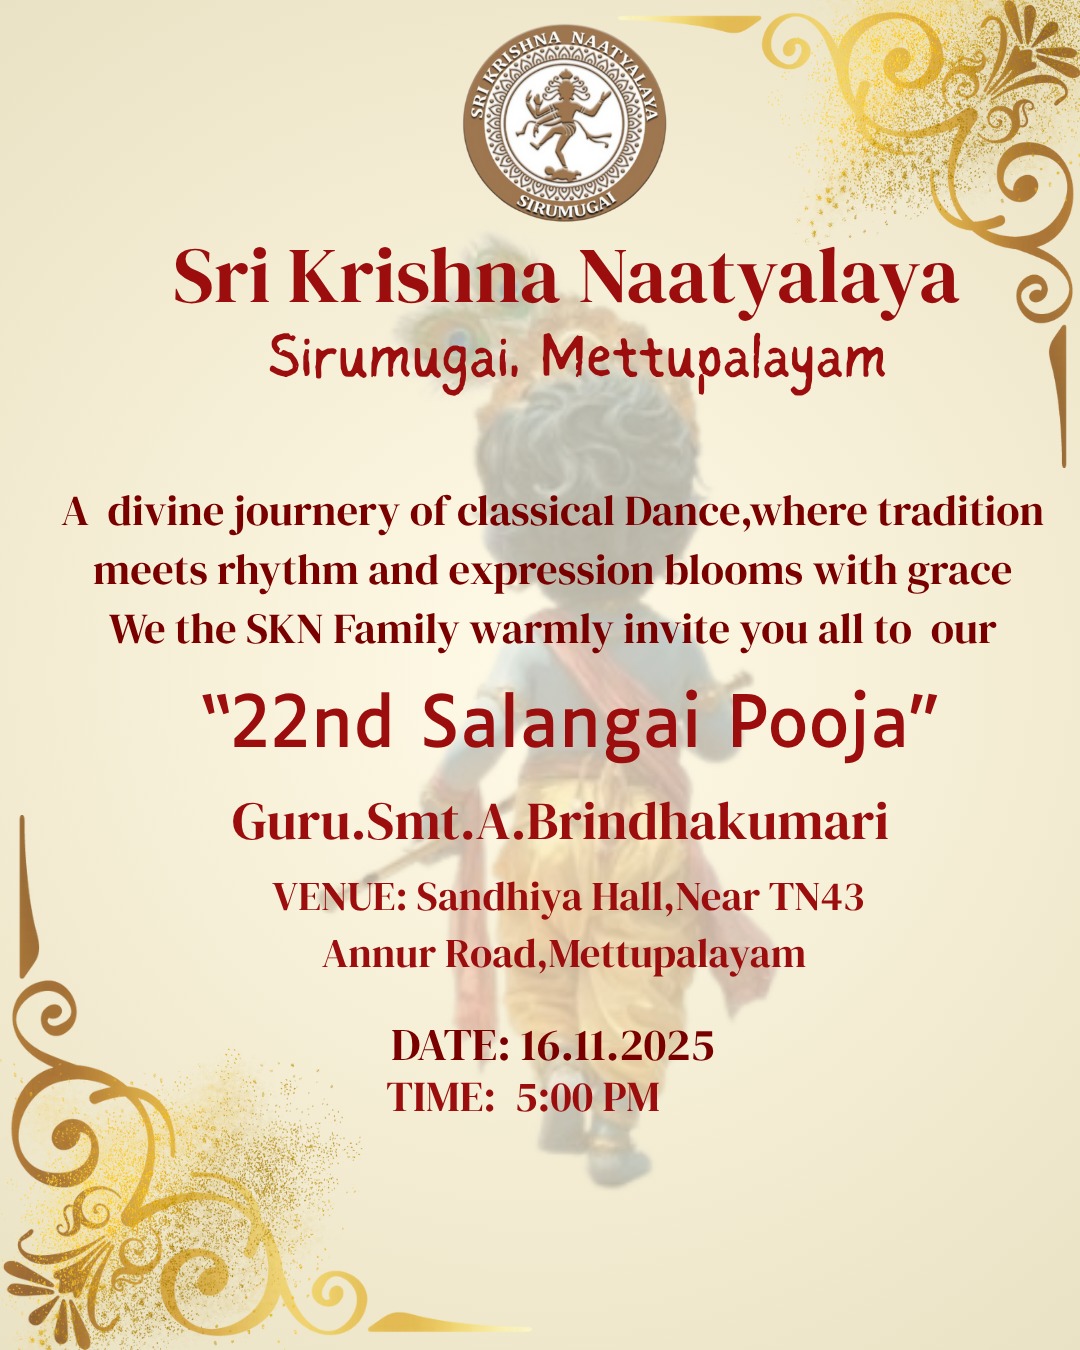 SRI KRISHNA NAATYALAYA
SIRUMUGAI
Sri Krishna Naatyalaya
Sirumugai, Mettupalayam
A divine journery of classical Dance,where tradition
meets rhythm and expression blooms with grace
We the SKN Family warmly invite you all to our
"22nd Salangai Pooja"
Guru.Smt.A.Brindhakumari
VENUE: Sandhiya Hall,Near TN43
Annur Road,Mettupalayam
DATE: 16.11.2025
TIME: 5:00 PM